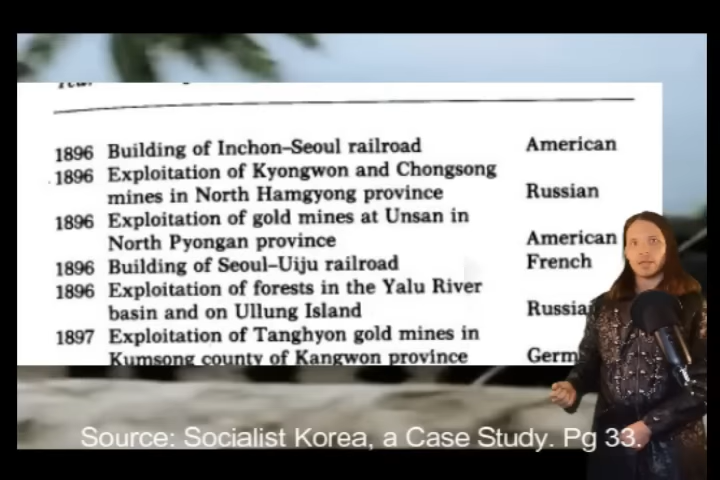 1896 Building of Inchon–Seoul railroad American
1896 Exploitation of Kyongwon and Chongsong
mines in North Hamgyong province Russian
1896 Exploitation of gold mines at Unsan in
North Pyongan province American
1896 Building of Seoul–Uiju railroad French
1896 Exploitation of forests in the Yalu River
basin and on Ullung Island Russia
1897 Exploitation of Tanghyon gold mines in
Kumsong county of Kangwon province Germ
Source: Socialist Korea, a Case Study. Pg 33.